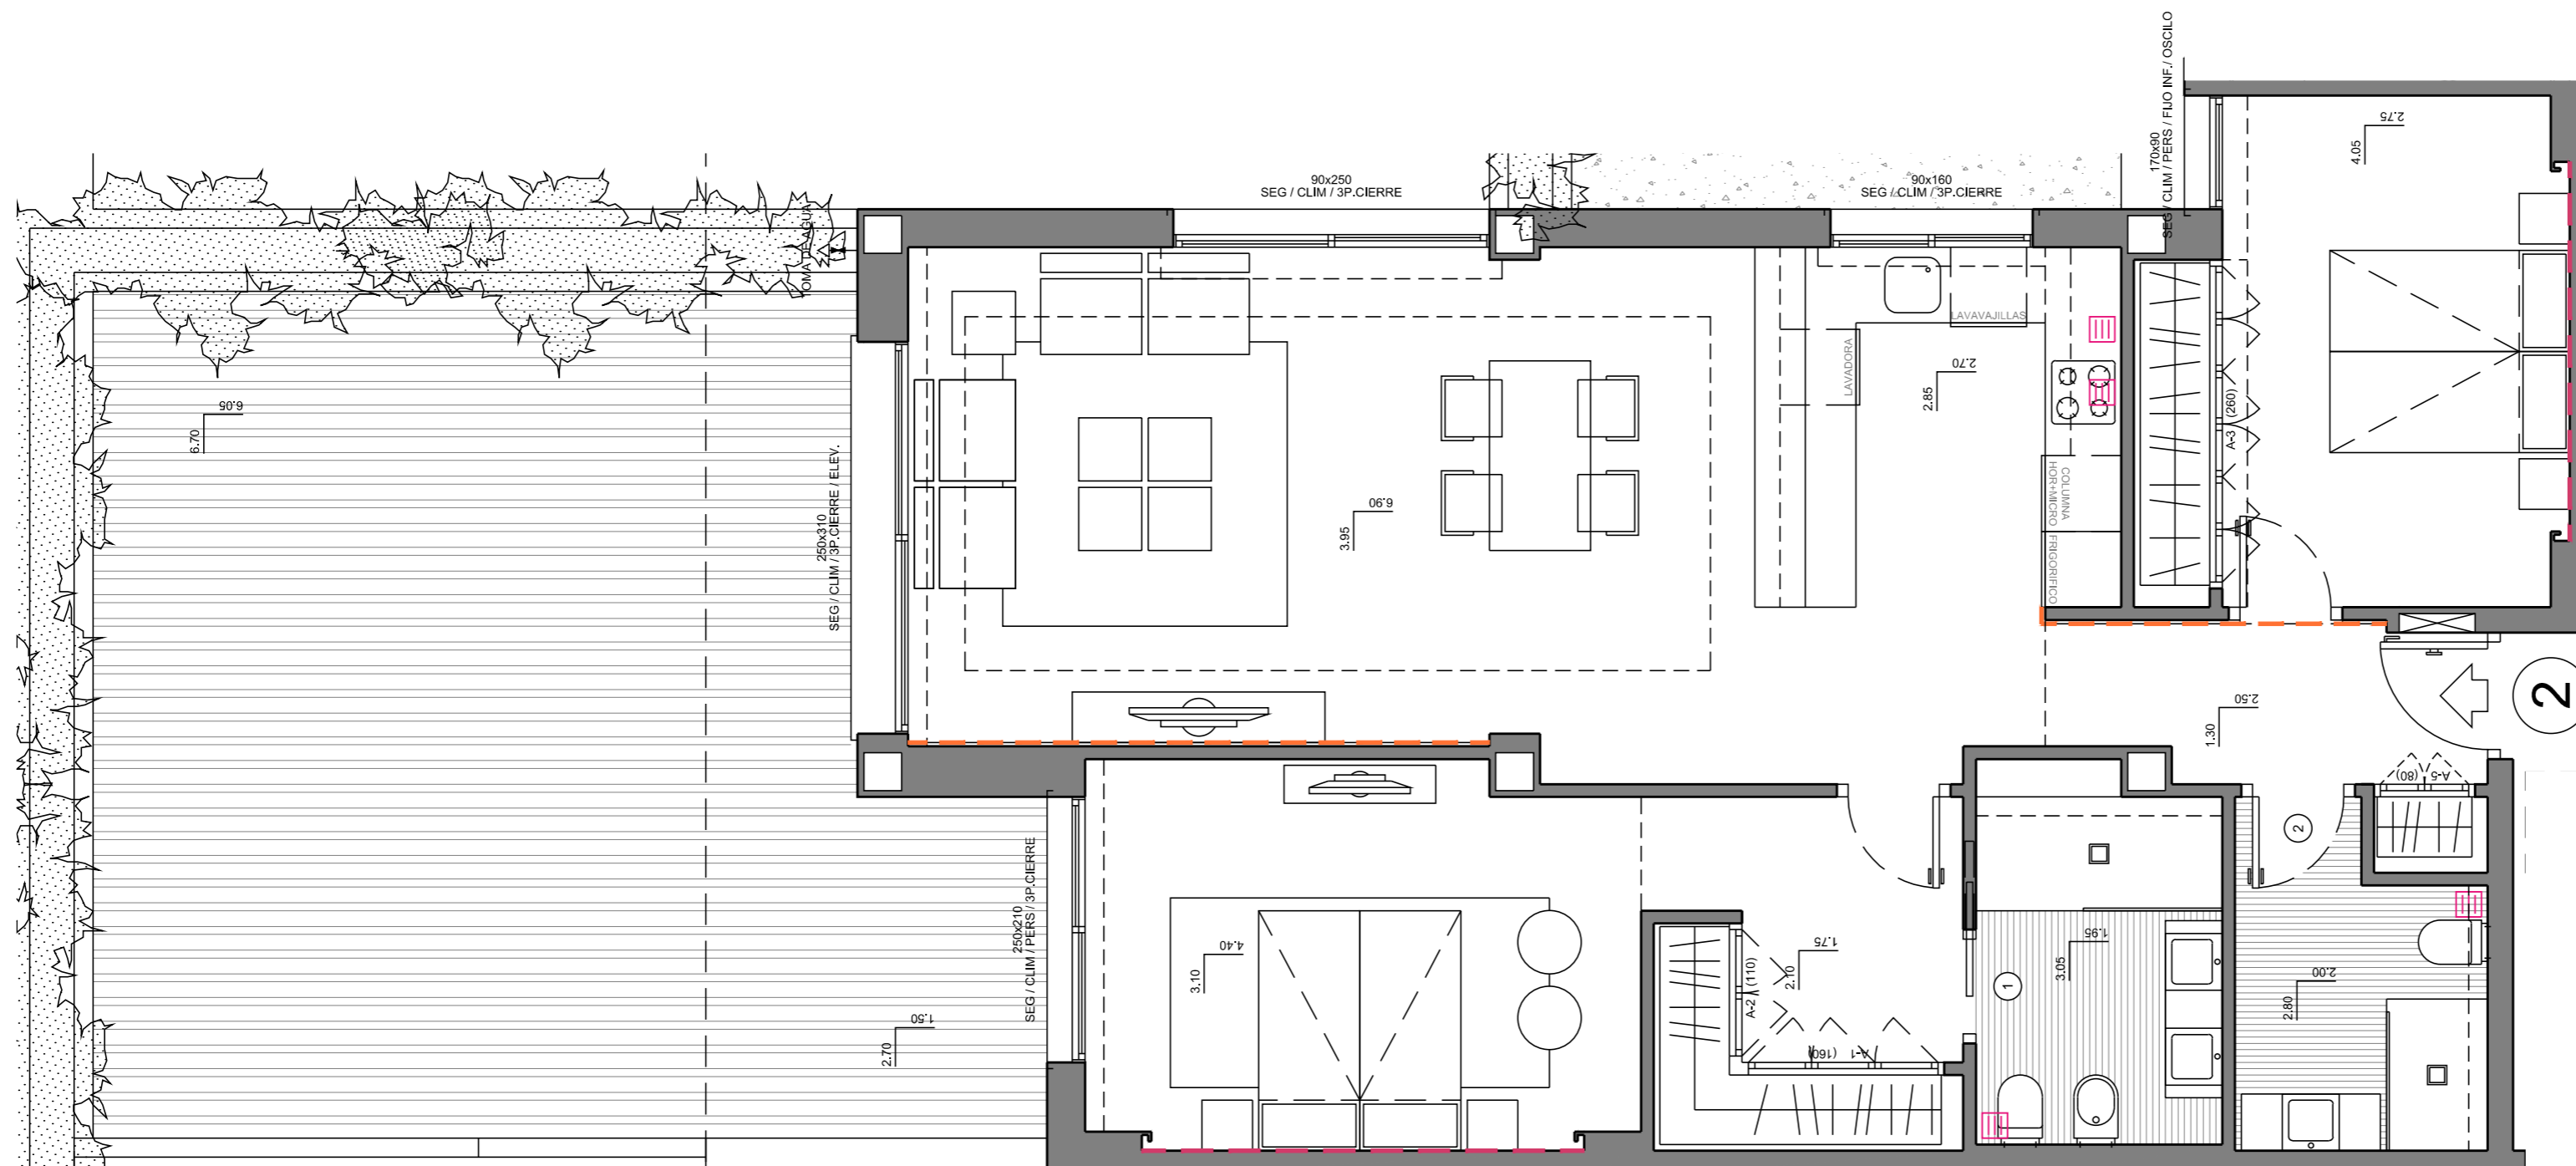 170x90
SEG / CLIM / PERS / FIJO INF./ OSCILO
90x250
SEG / CLIM / 3P.CIERRE
90x160
SEG / CLIM / 3P.CIERRE
2.75
4.05
TOMA DE AGUA
6.05
6.70
250x310
SEG / CLIM / 3P.CIERRE / ELEV.
6.90
3.95
LAVADORA
LAVAVAJILLAS
2.70
2.85
COLUMNA
HOR+MICRO
FRIGORIFICO
A-3 (260)
2.50
1.30
2
A-5 (80)
2
250x210
SEG / CLIM / PERS / 3P.CIERRE
1.50
2.70
4.40
3.10
A-2 (110)
1.75
2.10
A-1 (160)
1
1.95
3.05
2.00
2.80